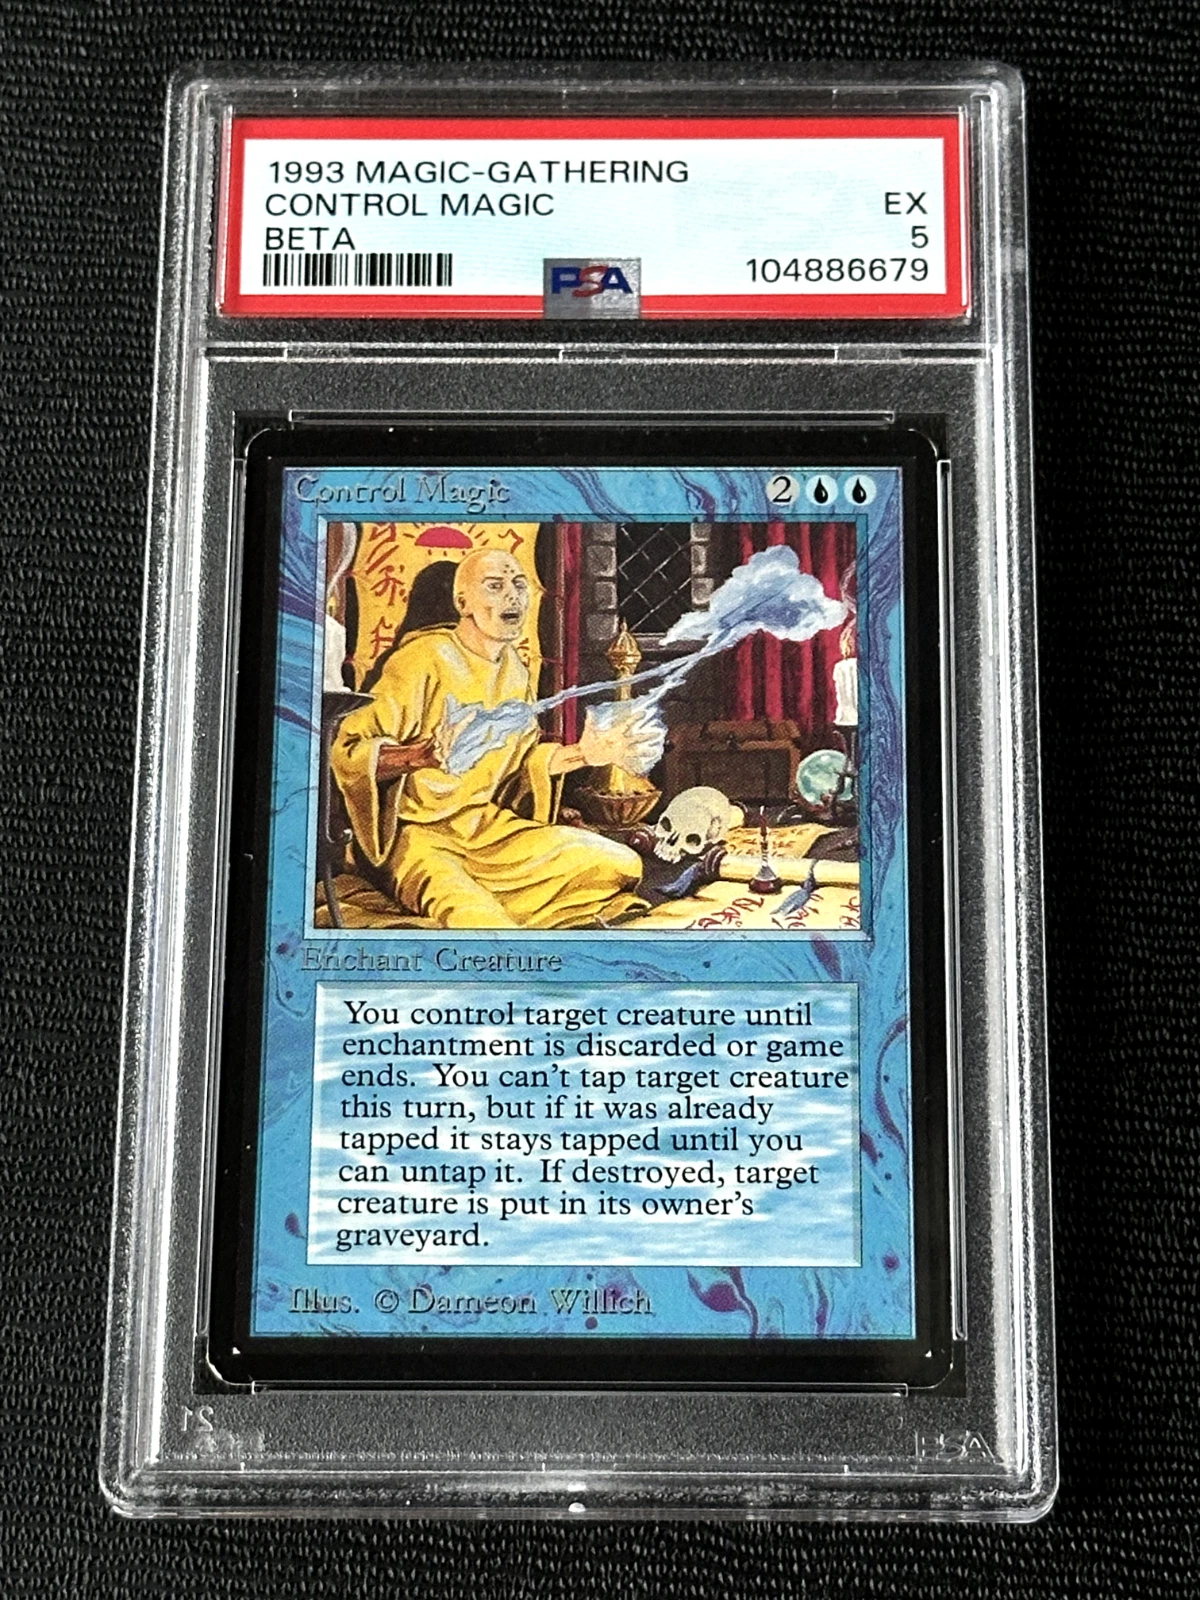 1993 MAGIC-GATHERING
CONTROL MAGIC EX
BETA 5
PSA 104886679
Control Magic 2
Enchant Creature
You control target creature until
enchantment is discarded or game
ends. You can't tap target creature
this turn, but if it was already
tapped it stays tapped until you
can untap it. If destroyed, target
creature is put in its owner's
graveyard.
Illus. © Dameon Willich
PSA